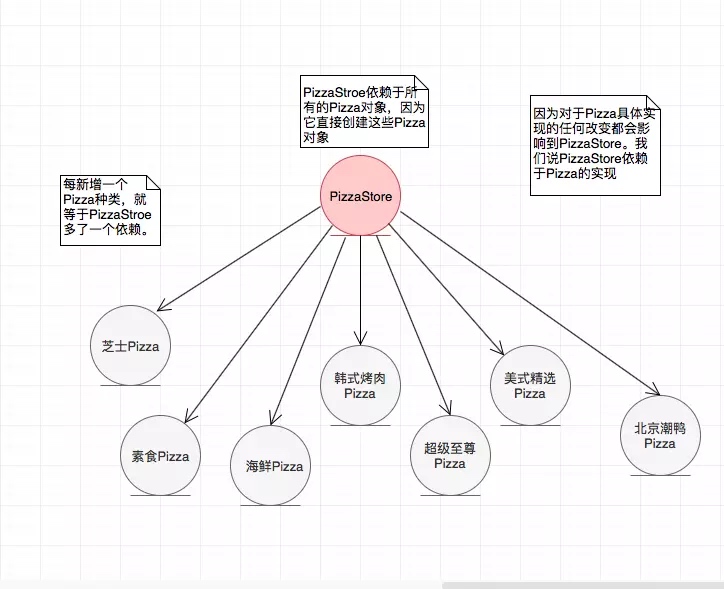 PizzaStroe依赖于所
有的Pizza对象，因为
它直接创建这些Pizza
对象
因为对于Pizza具体实
现的任何改变都会影
响到PizzaStore。我
们说PizzaStore依赖
于Pizza的实现
每新增一个
Pizza种类，就
等于PizzaStroe
多了一个依赖。
PizzaStore
芝士Pizza
韩式烤肉
Pizza
美式精选
Pizza
北京潮鸭
Pizza
素食Pizza
海鲜Pizza
超级至尊
Pizza